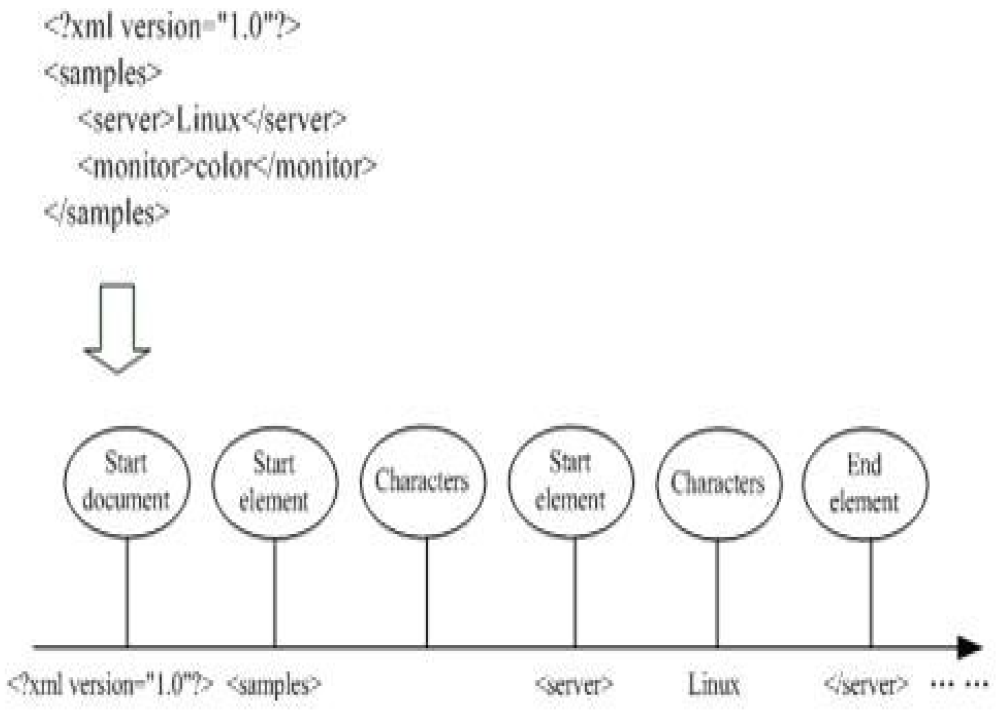 <?xml version="1.0"?>
<samples>
<server>Linux</server>
<monitor>color</monitor>
</samples>
Start document
Start element
Characters
Start element
Characters
End element
<?xml version="1.0"?> <samples> <server> Linux </server> ... ...